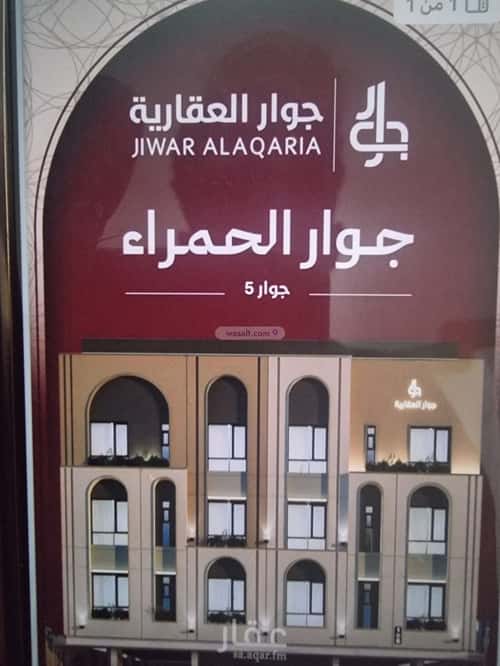 1 من 1
جوار العقارية
JIWAR ALAQARIA
جوار
جوار الحمراء
جوار 5
wasalt.com
جوار العقارية
عقار
sa.aqar.fm